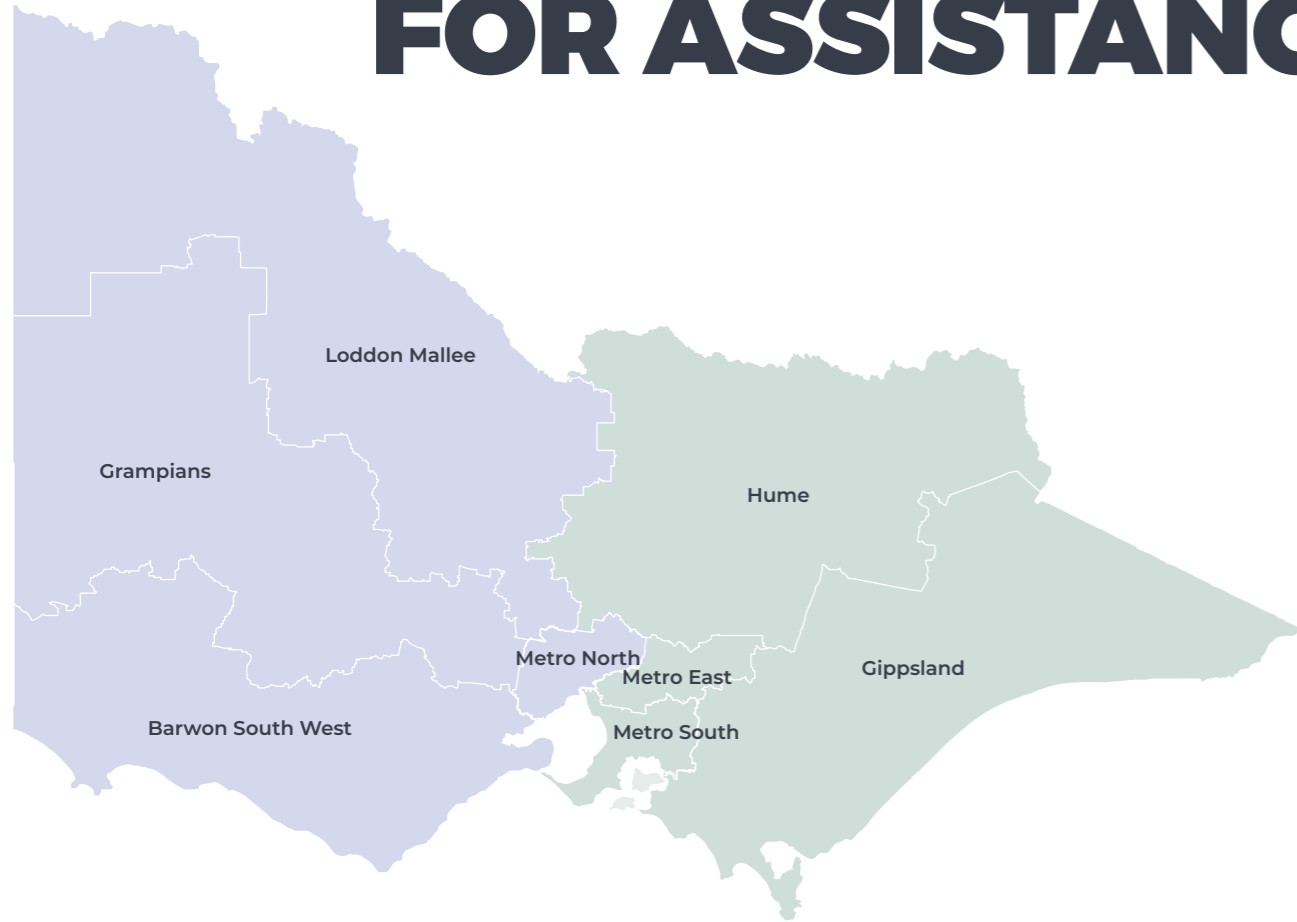 FOR ASSISTANC
Loddon Mallee
Grampians
Hume
Metro North
Metro East
Gippsland
Barwon South West
Metro South